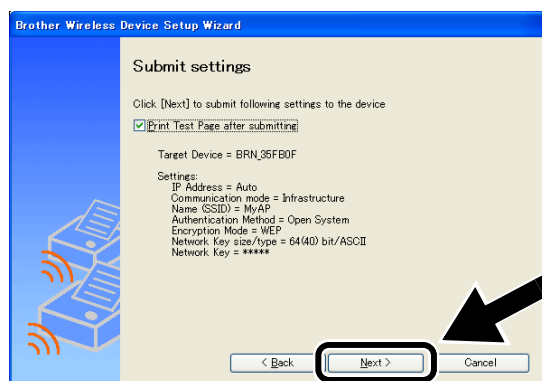 Brother Wireless Device Setup Wizard
Submit settings
Click [Next] to submit following settings to the device
Print Test Page after submitting
Target Device = BRN_35FB0F
Settings:
IP Address = Auto
Communication mode = Infrastructure
Name (SSID) = MyAP
Authentication Method = Open System
Encryption Mode = WEP
Network Key size/type = 64(40) bit/ASCII
Network Key = *****
< Back
Next >
Cancel